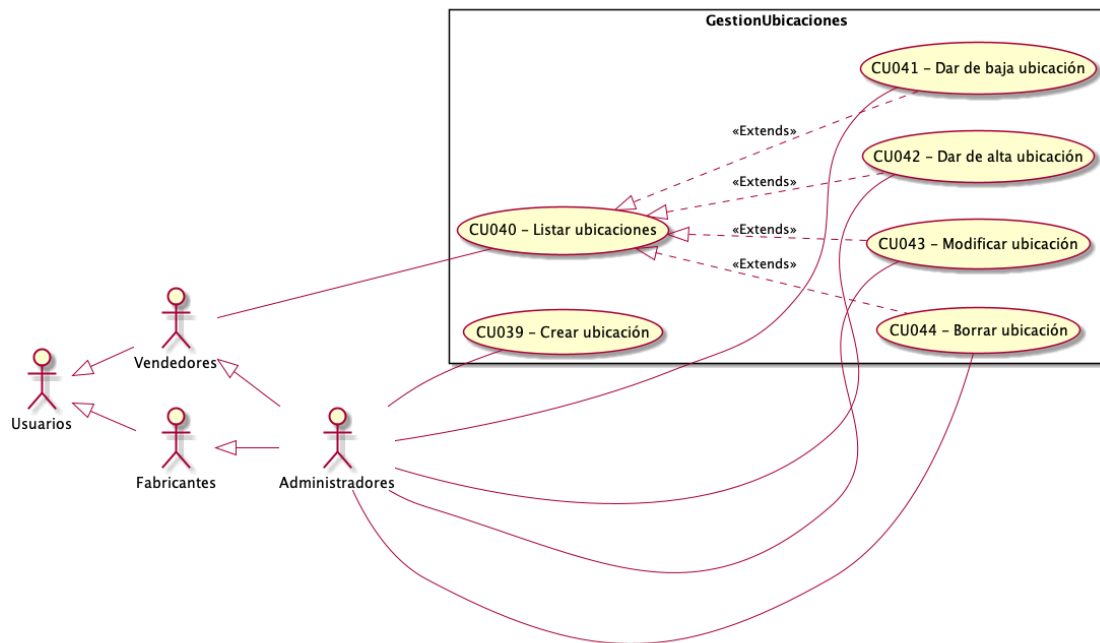 GestionUbicaciones
CU041 – Dar de baja ubicación
«Extends»
CU042 – Dar de alta ubicación
«Extends»
CU040 – Listar ubicaciones
«Extends»
CU043 – Modificar ubicación
«Extends»
CU039 – Crear ubicación
CU044 – Borrar ubicación
Vendedores
Usuarios
Fabricantes
Administradores